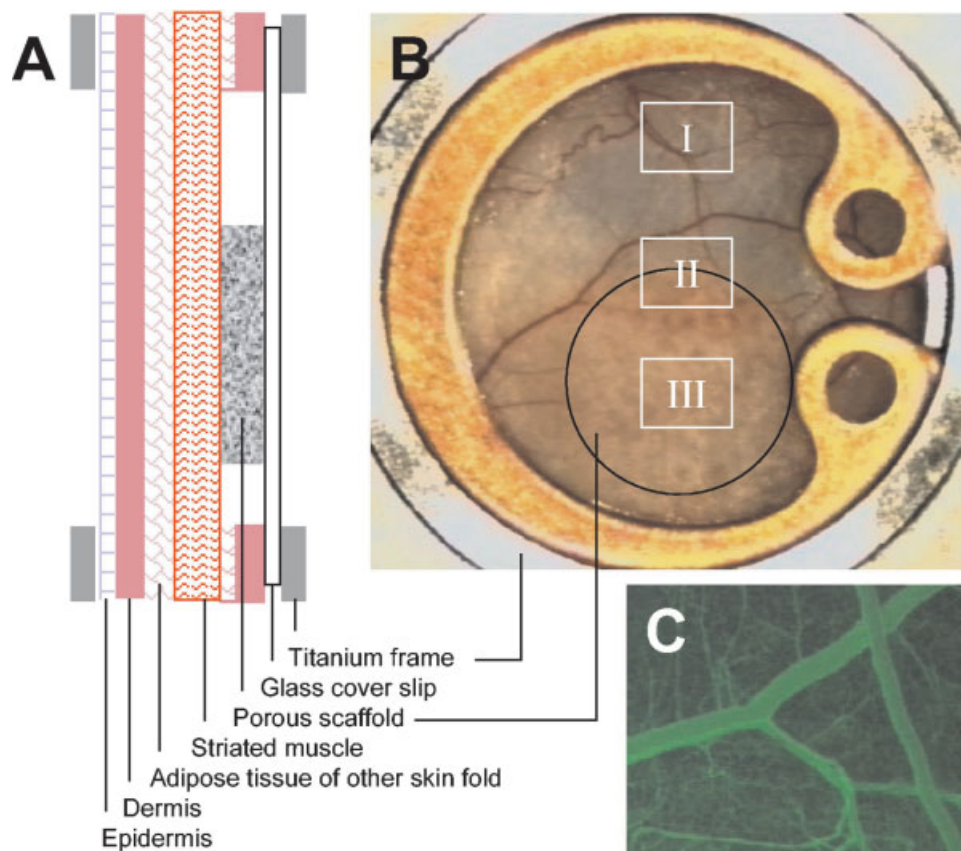 A
B
I
II
III
C
Titanium frame
Glass cover slip
Porous scaffold
Striated muscle
Adipose tissue of other skin fold
Dermis
Epidermis